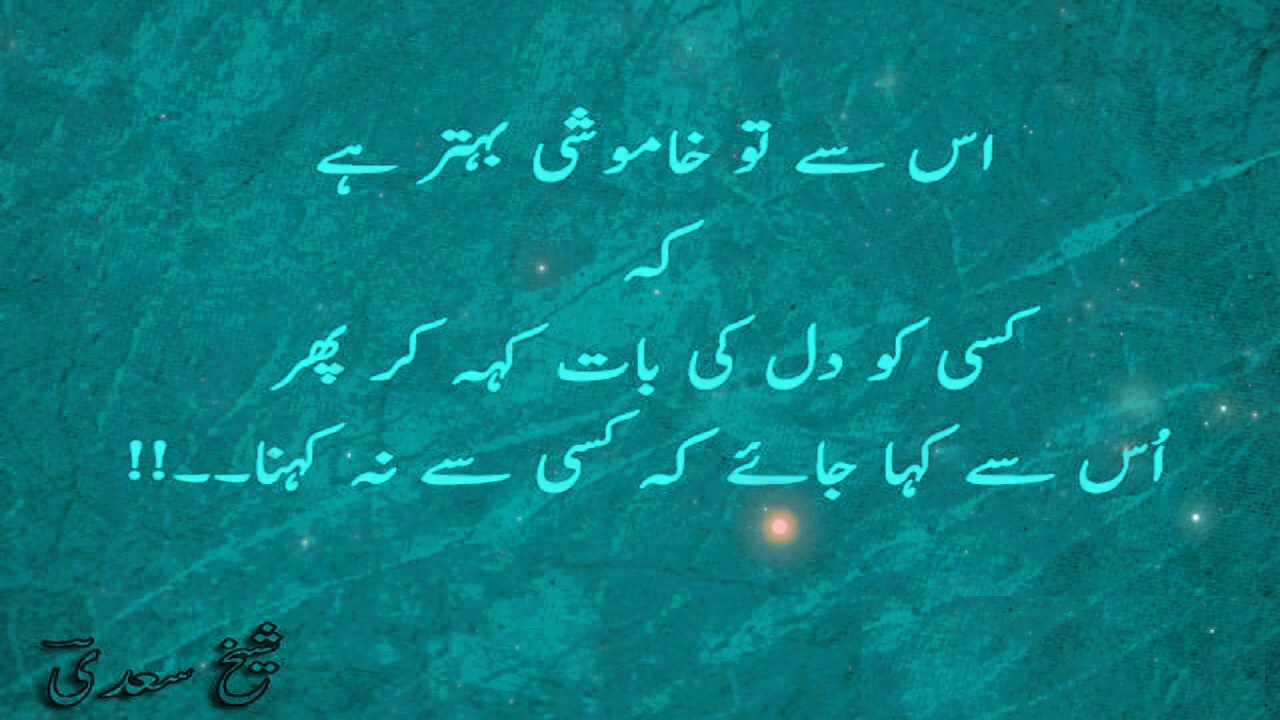 اس سے تو خاموشی بہتر ہے
کہ
کسی کو دل کی بات کہہ کر پھر
اُس سے کہا جائے کہ کسی سے نہ کہنا۔۔!!
شیخ سعدیؒ